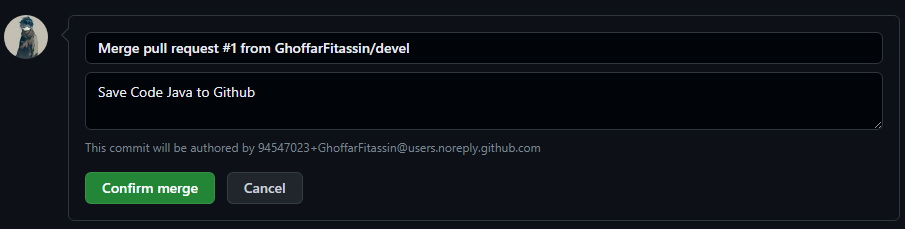 Merge pull request #1 from GhoffarFitassin/devel
Save Code Java to Github
This commit will be authored by 94547023+GhoffarFitassin@users.noreply.github.com
Confirm merge
Cancel